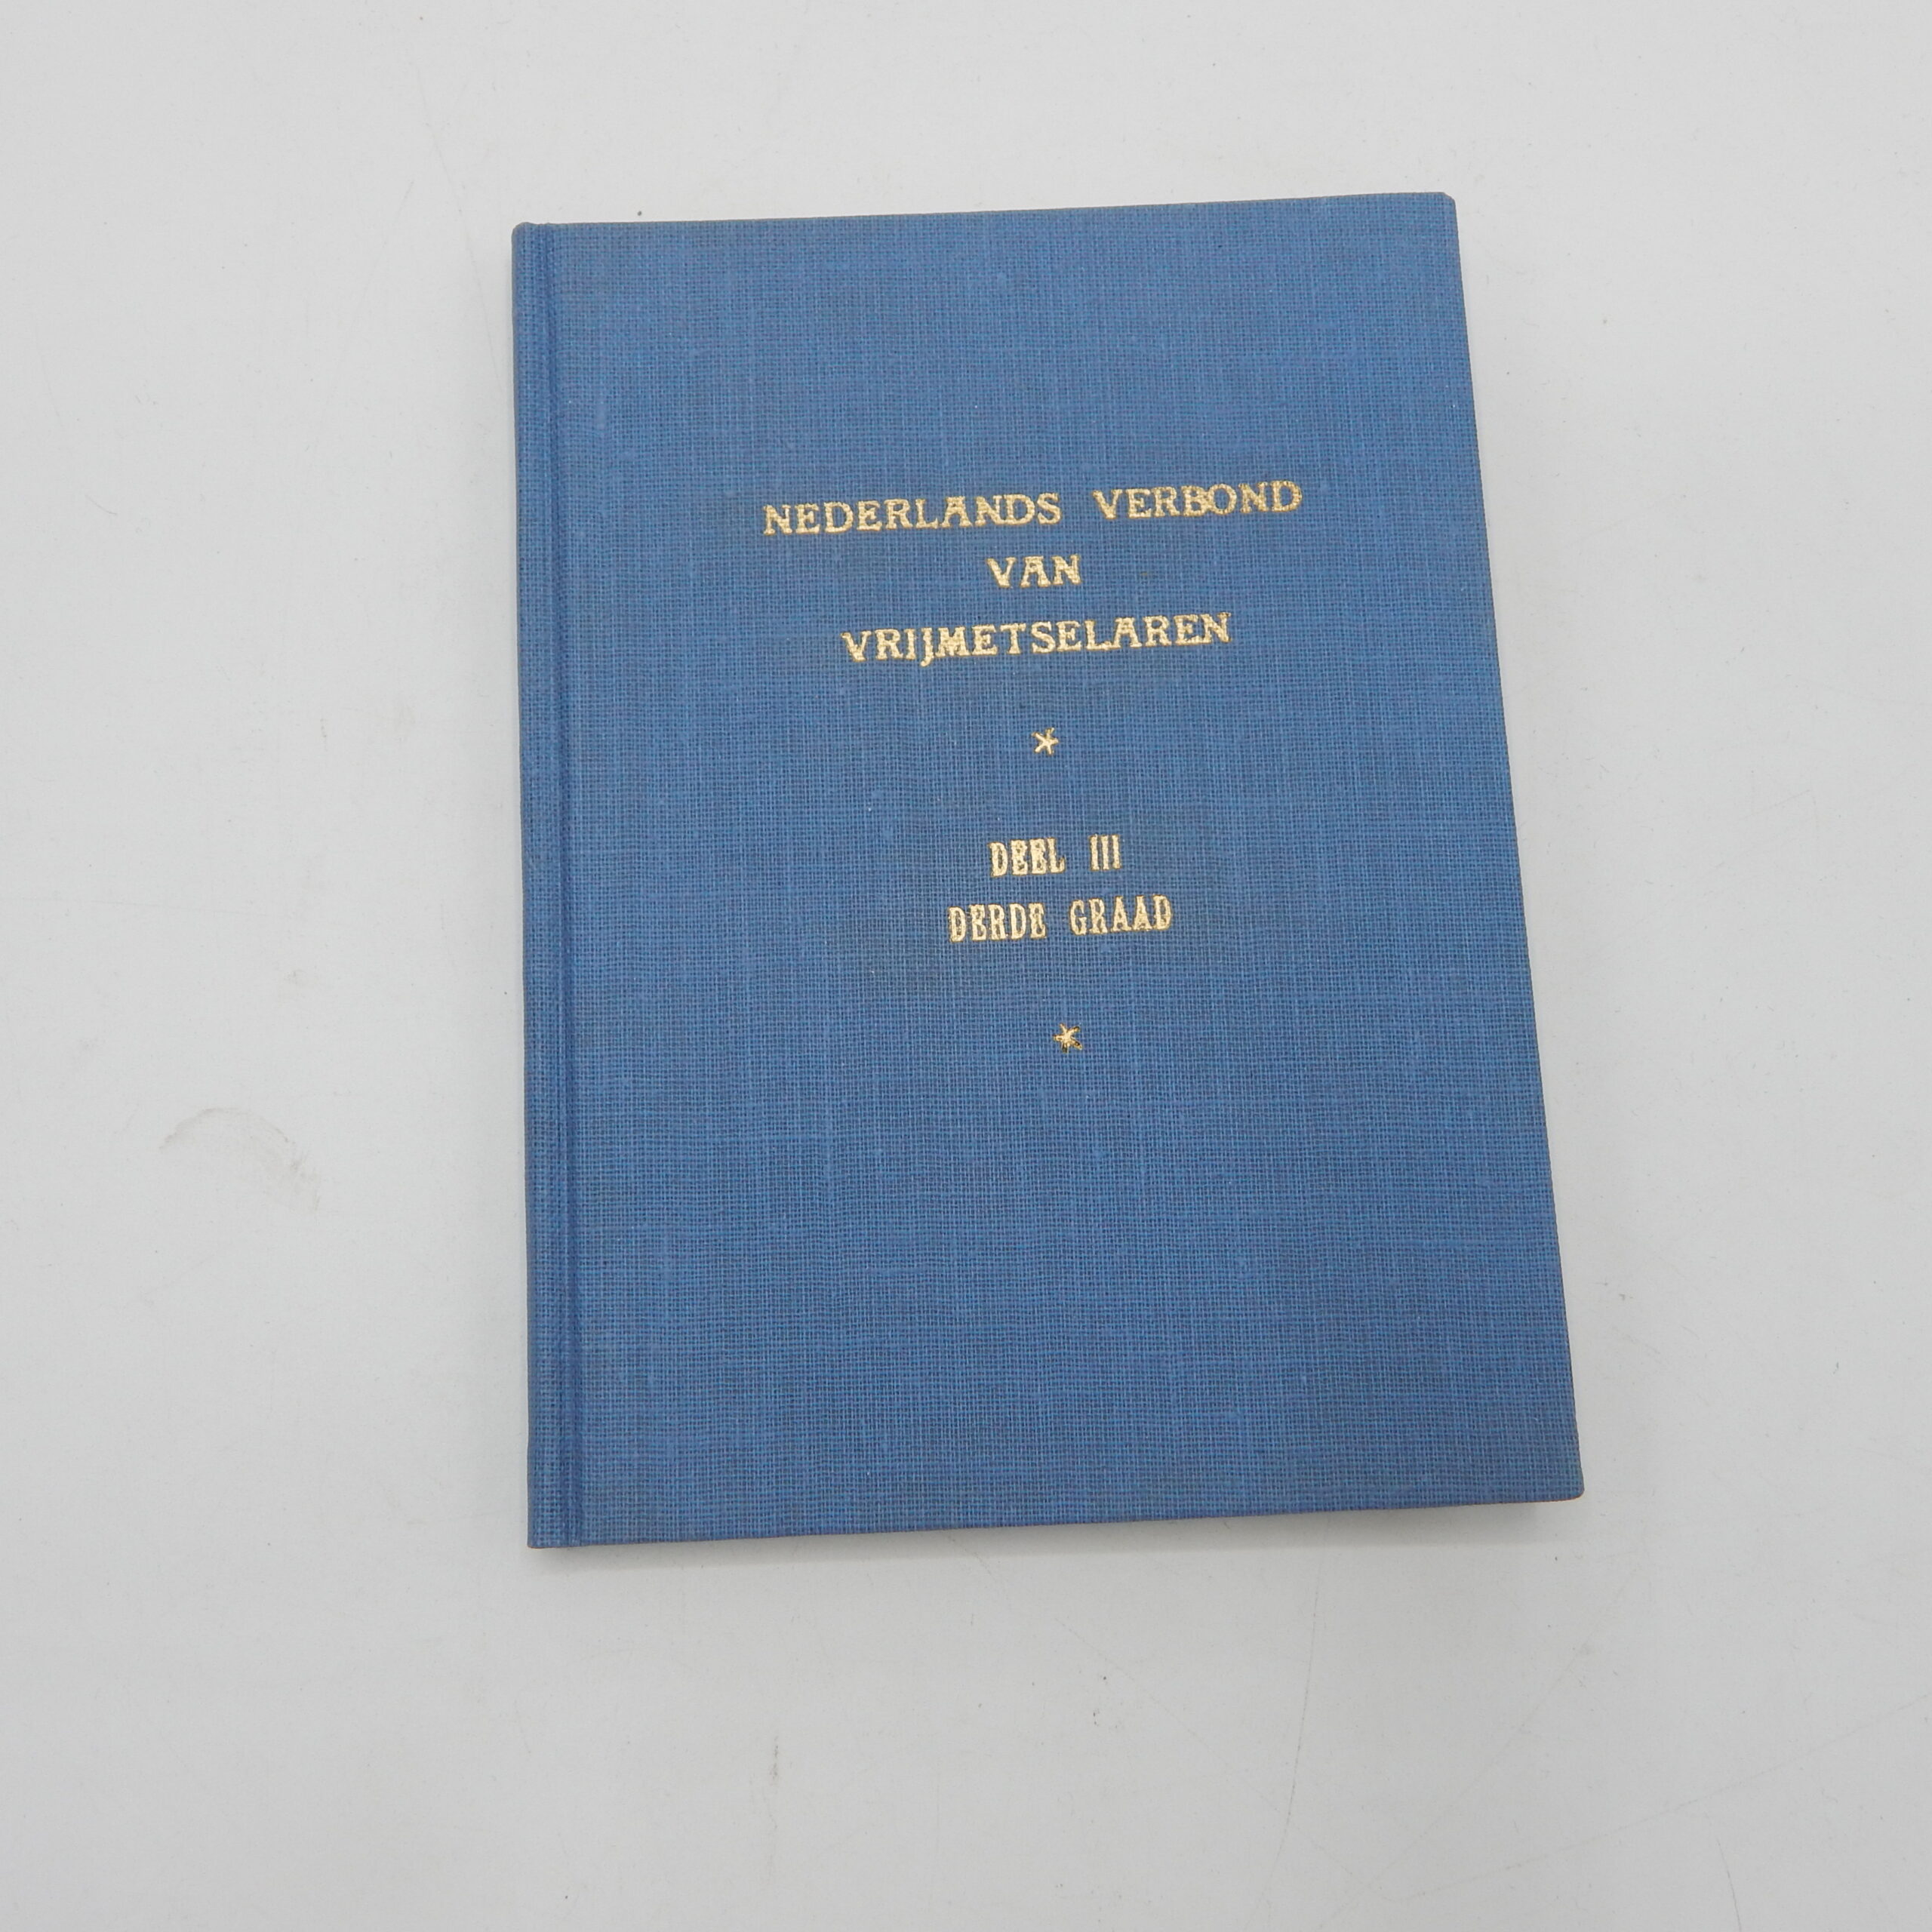 NEDERLANDS VERBOND
VAN
VRIJMETSELAREN
*
DEEL III
DERDE GRAAD
*